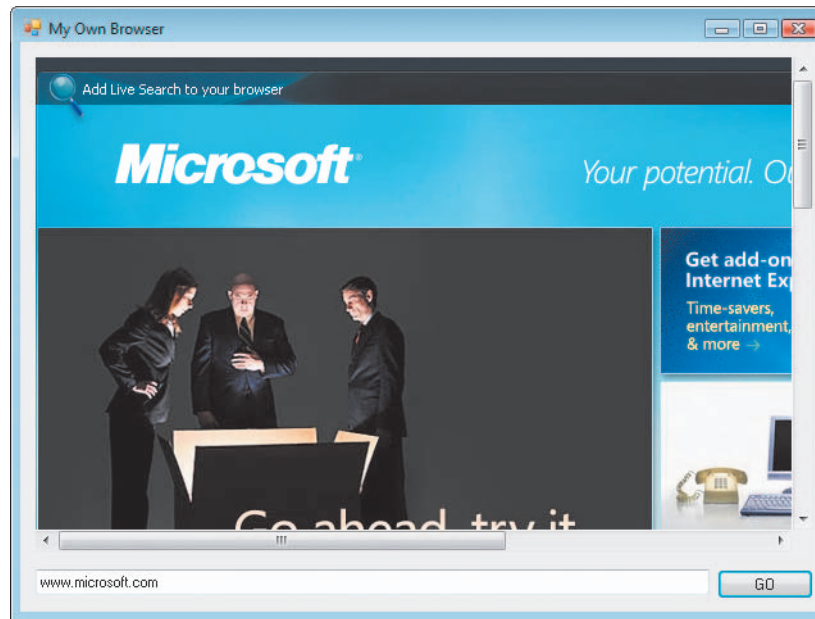 My Own Browser
Add Live Search to your browser
Microsoft®
Your potential. Ou
Get add-on
Internet Exp
Time-savers,
entertainment,
& more →
Go ahead, try it
www.microsoft.com
GO